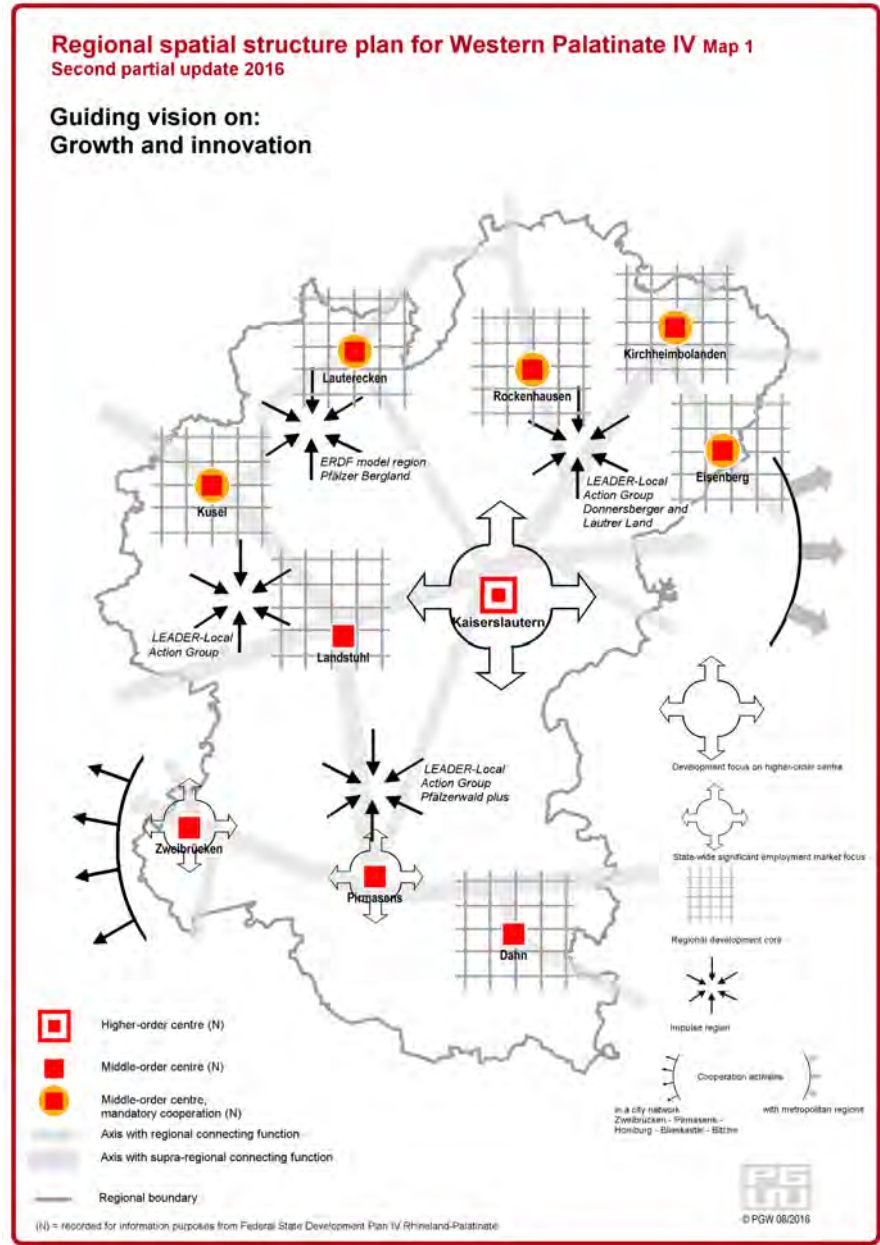 Regional spatial structure plan for Western Palatinate IV Map 1
Second partial update 2016
Guiding vision on:
Growth and innovation
Kirchheimbolanden
Lauterecken
Rockenhausen
ERDF model region
Pfälzer Bergland
Eisenberg
LEADER-Local
Action Group
Donnersberger and
Lautrer Land
Kusel
Kaiserslautern
LEADER-Local
Action Group
Landstuhl
LEADER-Local
Action Group
Pfälzerwald plus
Development focus on higher-order centre
Zweibrücken
State-wide significant employment market focus
Pirmasens
Regional development core
Dahn
Impulse region
Higher-order centre (N)
Middle-order centre (N)
Middle-order centre,
mandatory cooperation (N)
Axis with regional connecting function
Axis with supra-regional connecting function
Regional boundary
Cooperation activities
in a city network
Zweibrücken - Pirmasens -
Homburg - Blieskastel - Bitche
with metropolitan regions
PGW
© PGW 08/2016
(N) = recorded for information purposes from Federal State Development Plan IV Rhineland-Palatinate